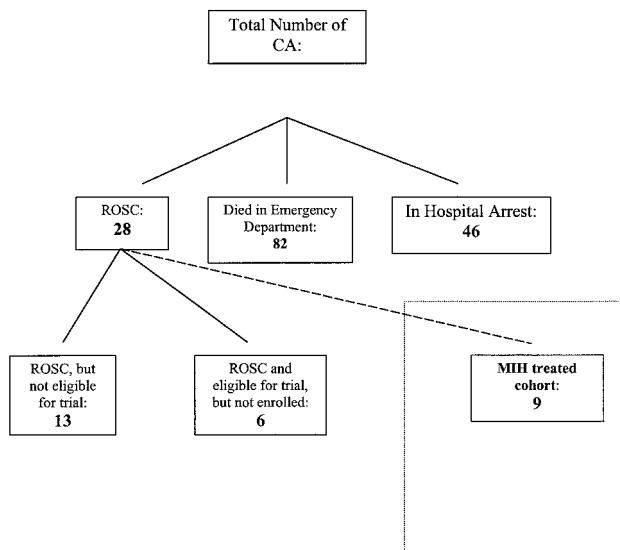 Total Number of
CA:
ROSC:
28
Died in Emergency
Department:
82
In Hospital Arrest:
46
ROSC, but
not eligible
for trial:
13
ROSC and
eligible for trial,
but not enrolled:
6
MIH treated
cohort:
9